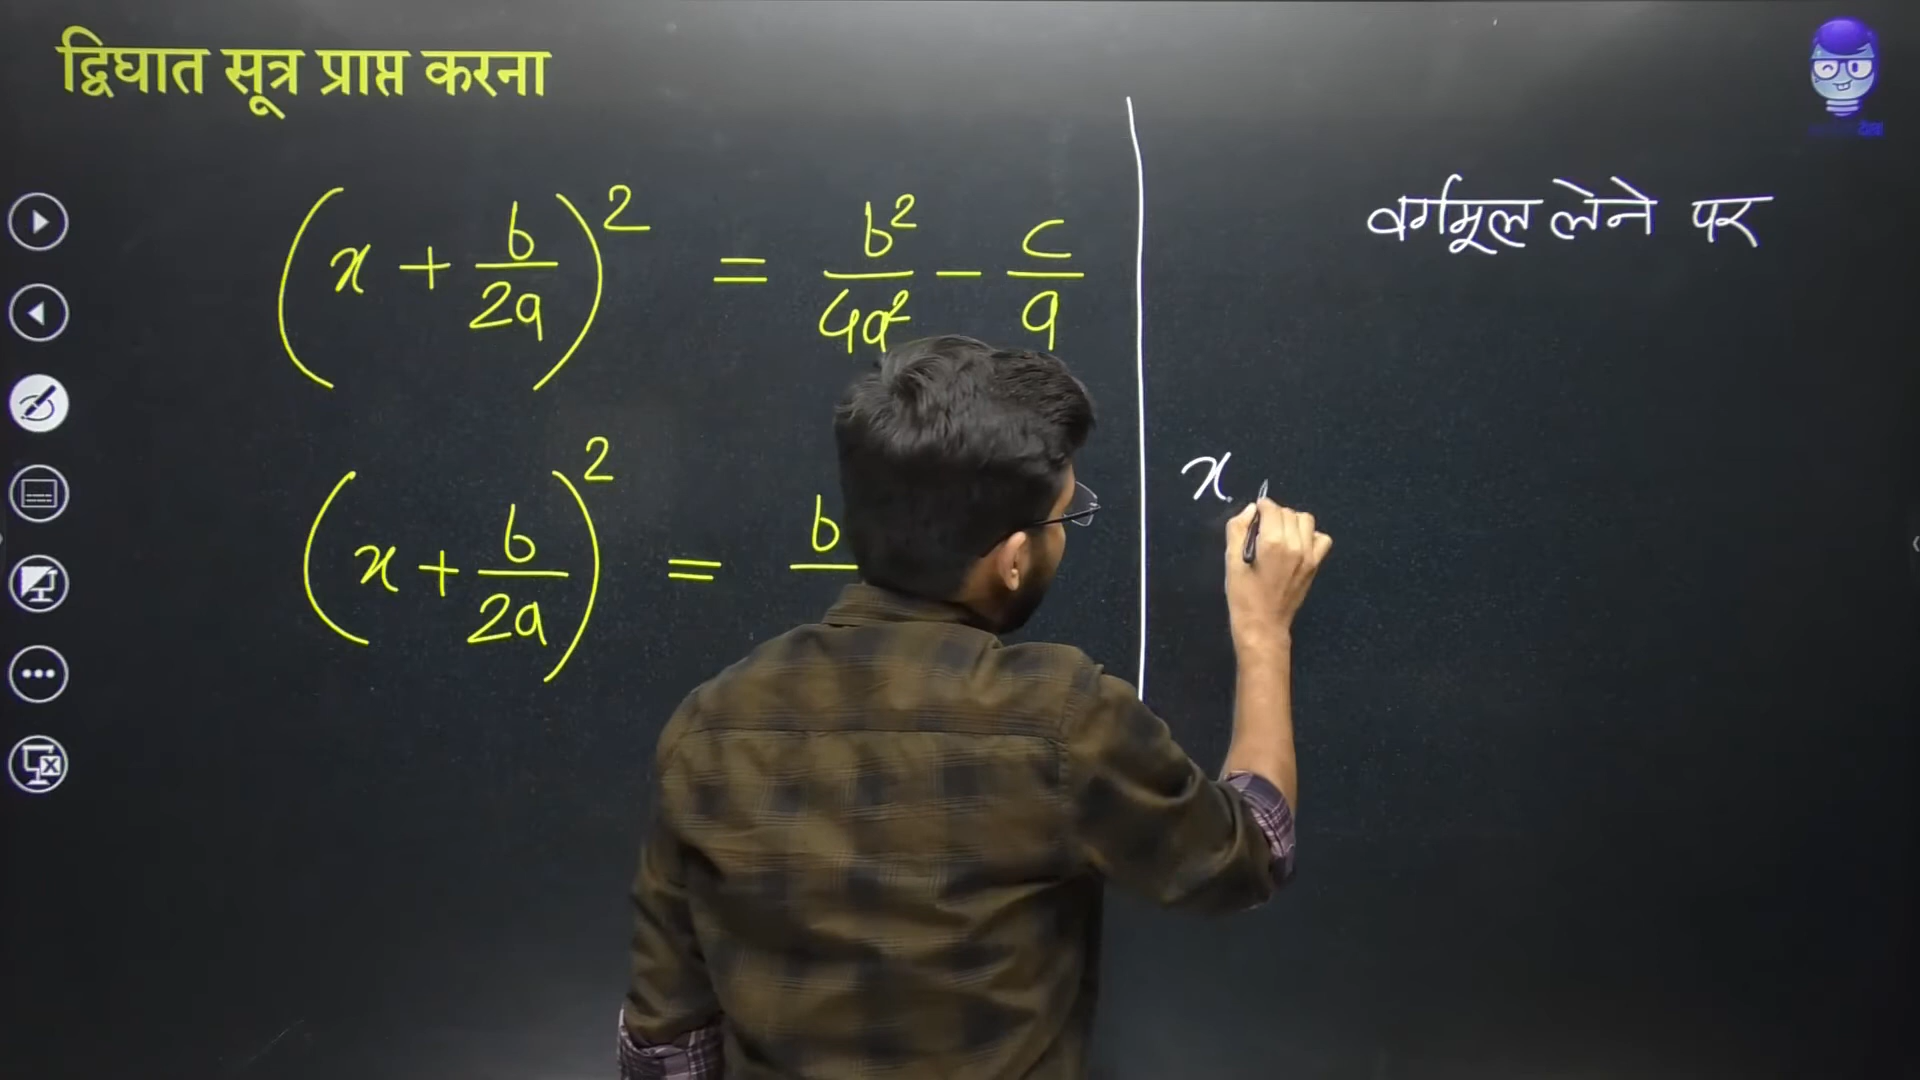 द्विघात सूत्र प्राप्त करना
(x + b/2a)² = b²/4a² - c/a
(x + b/2a)² = b
वर्गमूल लेने पर
x